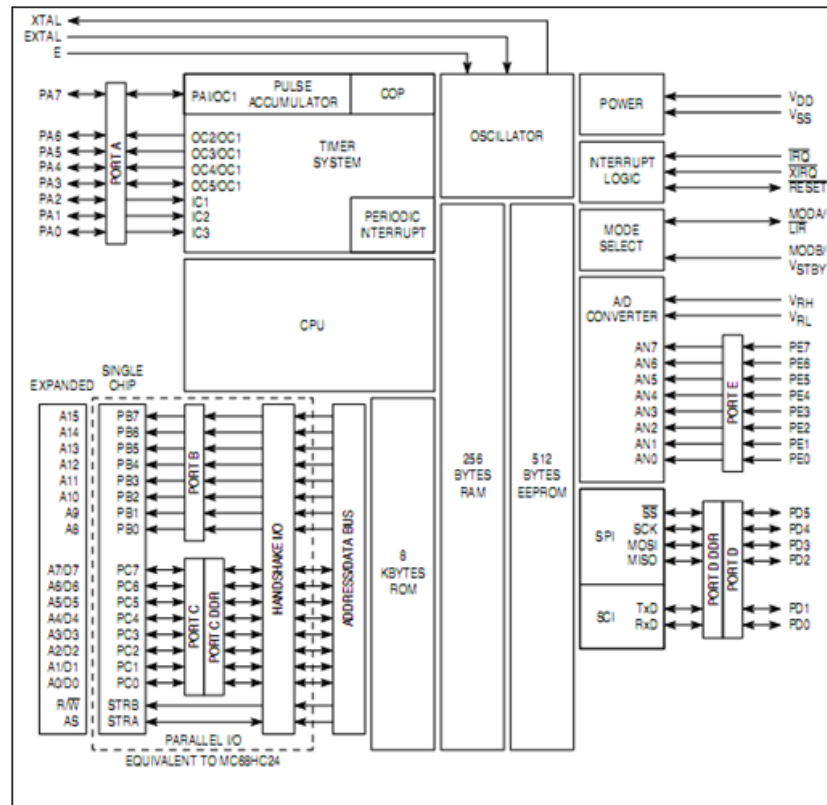 XTAL
EXTAL
E
PA7
PA6
PA5
PA4
PA3
PA2
PA1
PA0
PORT A
PAI/OC1
PULSE
ACCUMULATOR
COP
OC2/OC1
OC3/OC1
OC4/OC1
OC5/OC1
IC1
IC2
IC3
TIMER
SYSTEM
PERIODIC
INTERRUPT
OSCILLATOR
POWER
VDD
VSS
INTERRUPT
LOGIC
IRQ
XIRQ
RESET
MODE
SELECT
MODA/
LIR
MODB/
VSTBY
A/D
CONVERTER
VRH
VRL
AN7
AN6
AN5
AN4
AN3
AN2
AN1
AN0
PORT E
PE7
PE6
PE5
PE4
PE3
PE2
PE1
PE0
CPU
EXPANDED
SINGLE
CHIP
A15
A14
A13
A12
A11
A10
A9
A8
PB7
PB6
PB5
PB4
PB3
PB2
PB1
PB0
PORT B
A7/D7
A6/D6
A5/D5
A4/D4
A3/D3
A2/D2
A1/D1
A0/D0
PC7
PC6
PC5
PC4
PC3
PC2
PC1
PC0
PORT C
PORT C DDR
R/W
AS
STRB
STRA
HANDSHAKE I/O
ADDRESS/DATA BUS
PARALLEL I/O
EQUIVALENT TO MC68HC24
8
KBYTES
ROM
256
BYTES
RAM
512
BYTES
EEPROM
SPI
SS
SCK
MOSI
MISO
SCI
TxD
RxD
PORT D DDR
PORT D
PD5
PD4
PD3
PD2
PD1
PD0